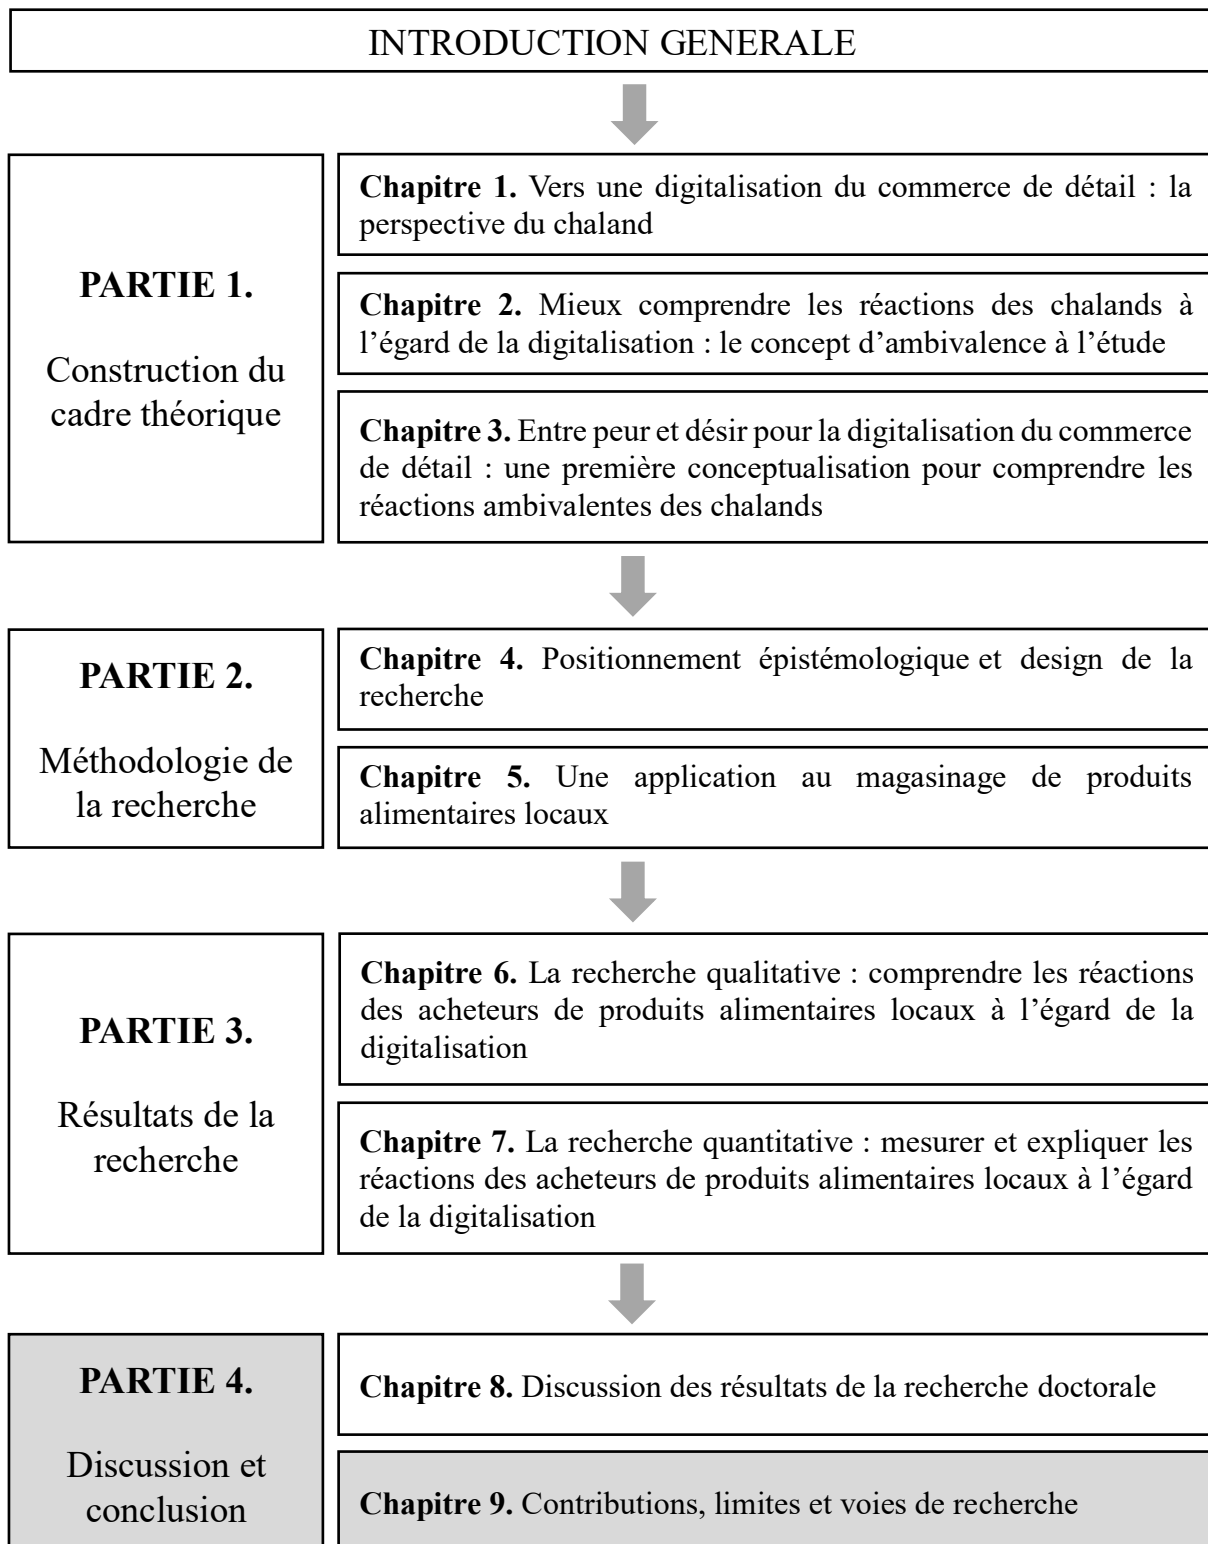 INTRODUCTION GENERALE
PARTIE 1.
Construction du
cadre théorique
Chapitre 1. Vers une digitalisation du commerce de détail : la
perspective du chaland
Chapitre 2. Mieux comprendre les réactions des chalands à
l’égard de la digitalisation : le concept d’ambivalence à l’étude
Chapitre 3. Entre peur et désir pour la digitalisation du commerce
de détail : une première conceptualisation pour comprendre les
réactions ambivalentes des chalands
PARTIE 2.
Méthodologie de
la recherche
Chapitre 4. Positionnement épistémologique et design de la
recherche
Chapitre 5. Une application au magasinage de produits
alimentaires locaux
PARTIE 3.
Résultats de la
recherche
Chapitre 6. La recherche qualitative : comprendre les réactions
des acheteurs de produits alimentaires locaux à l’égard de la
digitalisation
Chapitre 7. La recherche quantitative : mesurer et expliquer les
réactions des acheteurs de produits alimentaires locaux à l’égard
de la digitalisation
PARTIE 4.
Discussion et
conclusion
Chapitre 8. Discussion des résultats de la recherche doctorale
Chapitre 9. Contributions, limites et voies de recherche